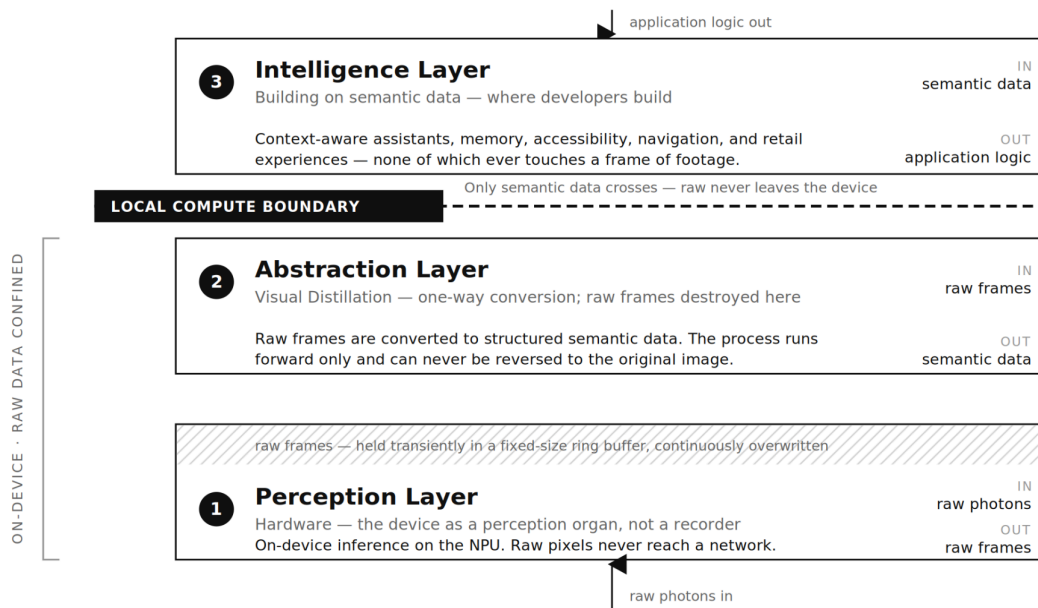 application logic out
3
Intelligence Layer
Building on semantic data — where developers build
IN
semantic data
Context-aware assistants, memory, accessibility, navigation, and retail
experiences — none of which ever touches a frame of footage.
OUT
application logic
Only semantic data crosses — raw never leaves the device
LOCAL COMPUTE BOUNDARY
ON-DEVICE · RAW DATA CONFINED
2
Abstraction Layer
Visual Distillation — one-way conversion; raw frames destroyed here
IN
raw frames
Raw frames are converted to structured semantic data. The process runs
forward only and can never be reversed to the original image.
OUT
semantic data
raw frames — held transiently in a fixed-size ring buffer, continuously overwritten
1
Perception Layer
Hardware — the device as a perception organ, not a recorder
On-device inference on the NPU. Raw pixels never reach a network.
IN
raw photons
OUT
raw frames
raw photons in